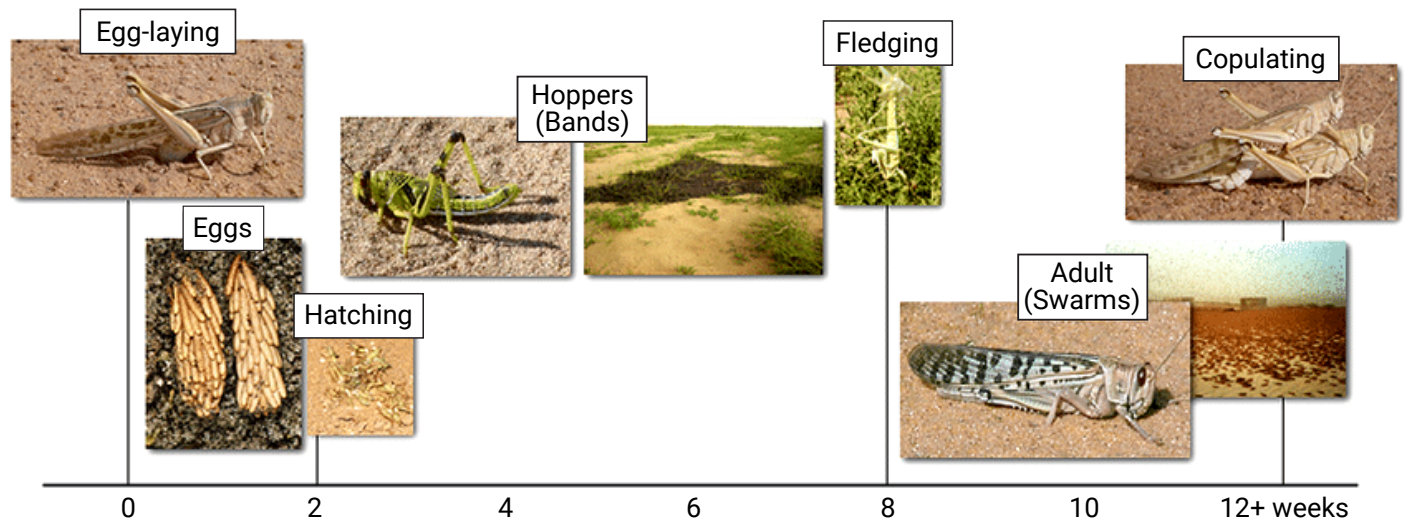 Egg-laying
Eggs
Hatching
Hoppers
(Bands)
Fledging
Adult
(Swarms)
Copulating
0
2
4
6
8
10
12+ weeks